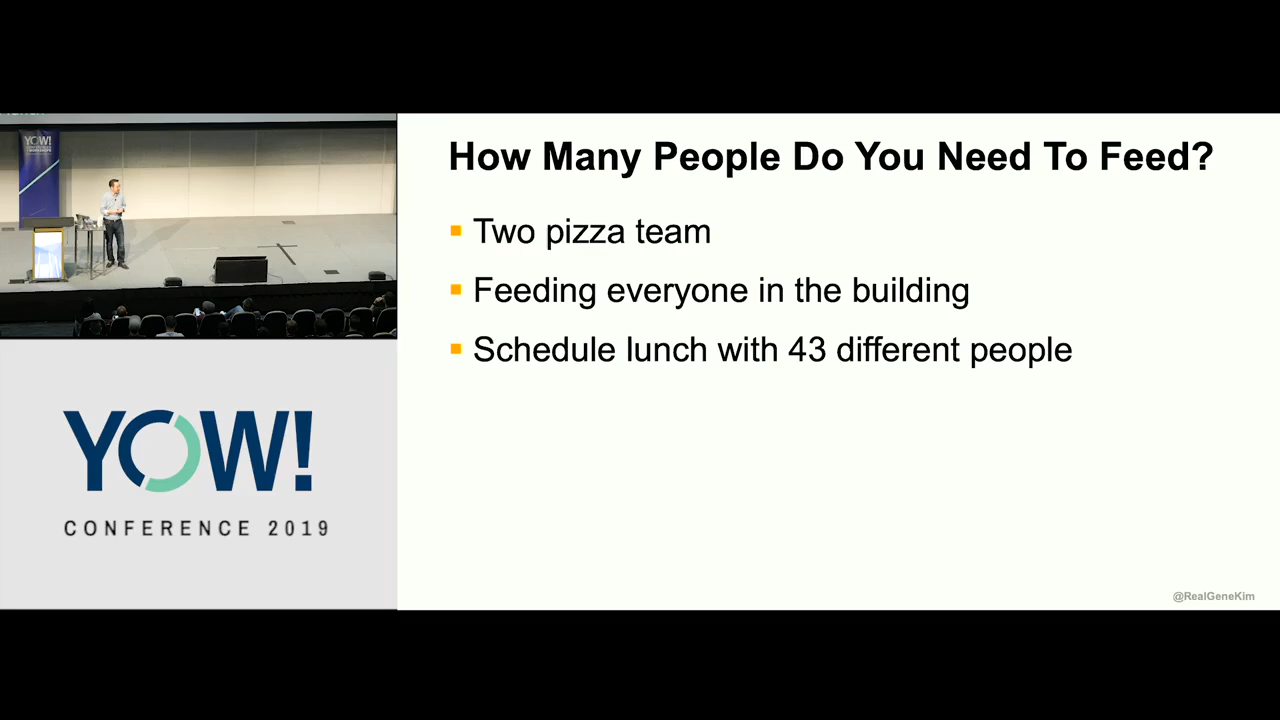 YOW!
How Many People Do You Need To Feed?
Two pizza team
Feeding everyone in the building
Schedule lunch with 43 different people
YOW!
CONFERENCE 2019
@RealGeneKim